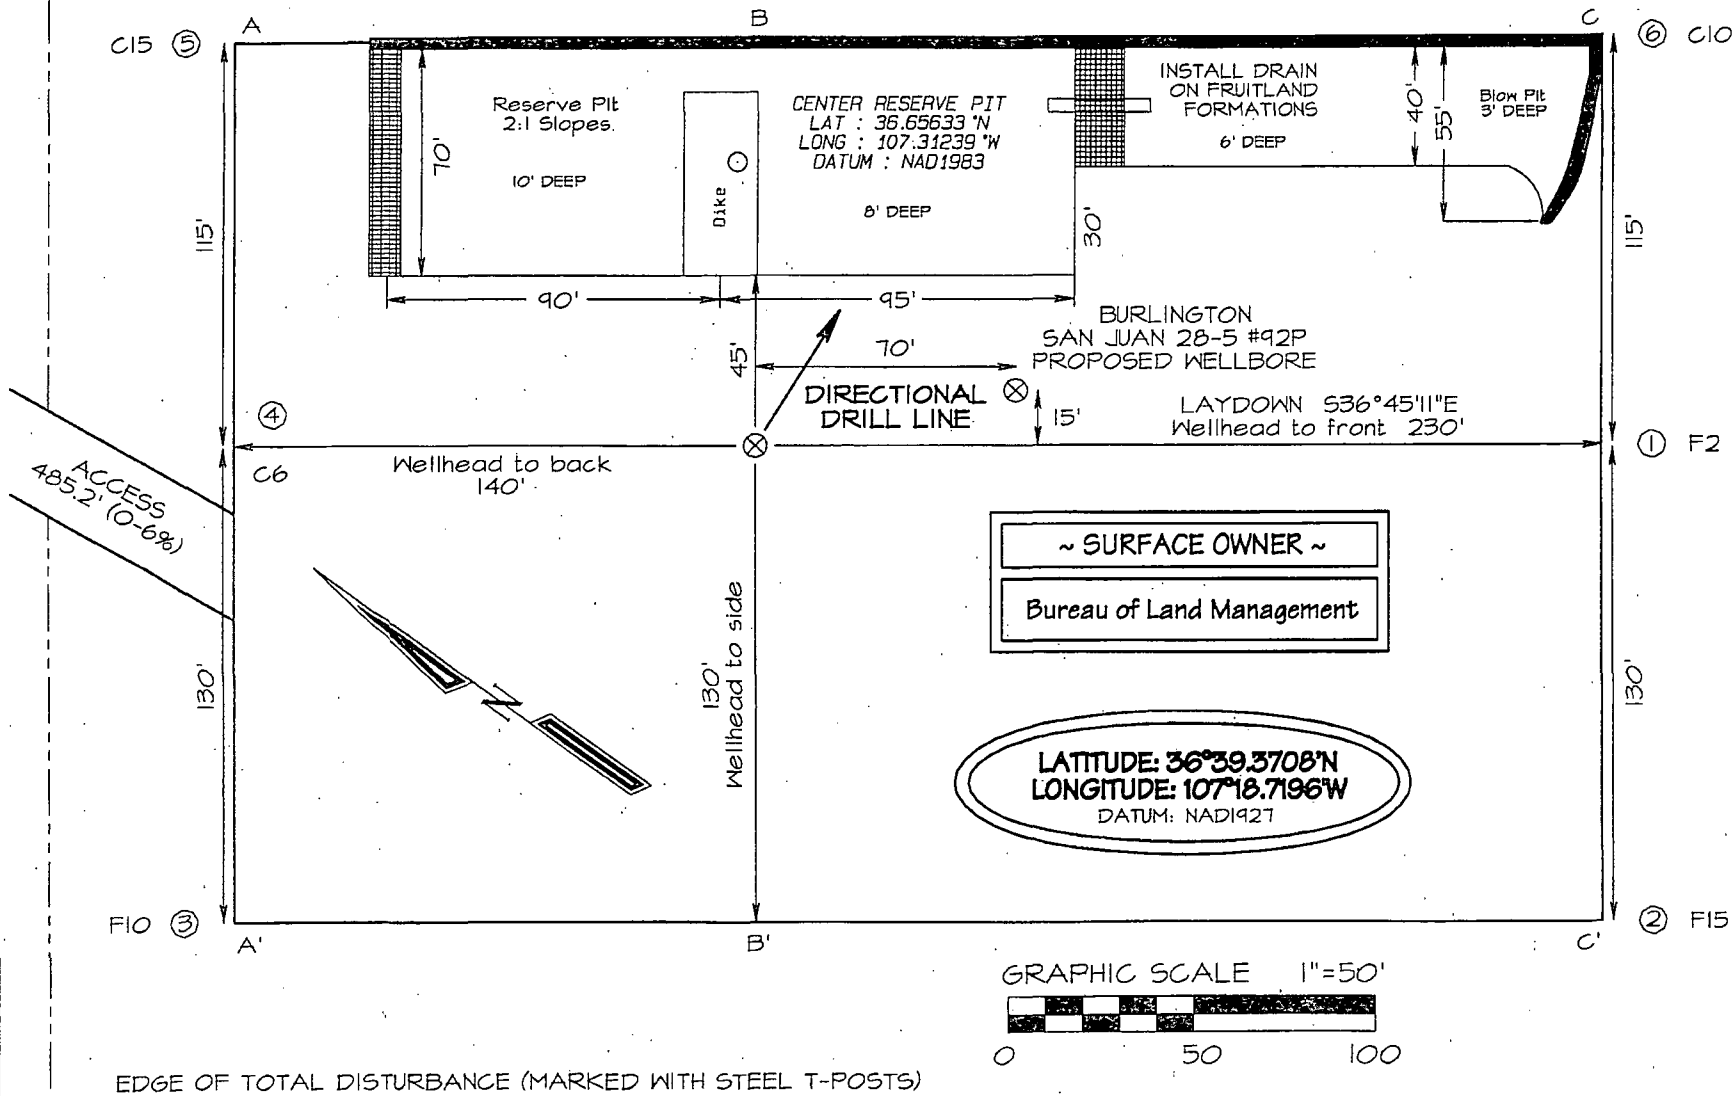 A
B
C
C15 ⑤
⑥ C10
Reserve Pit
2:1 Slopes.
10' DEEP
70'
Dike
CENTER RESERVE PIT
LAT : 36.65633 °N
LONG : 107.31239 °W
DATUM : NAD1983
8' DEEP
INSTALL DRAIN
ON FRUITLAND
FORMATIONS
6' DEEP
40'
55'
Blow Pit
3' DEEP
30'
115'
115'
90'
95'
45'
70'
BURLINGTON
SAN JUAN 28-5 #92P
PROPOSED WELLBORE
DIRECTIONAL
DRILL LINE
15'
LAYDOWN S36°45'11"E
Wellhead to front 230'
④
C6
Wellhead to back
140'
① F2
ACCESS
485.2' (0-6%)
~ SURFACE OWNER ~
Bureau of Land Management
N
130'
130'
Wellhead to side
130'
LATITUDE: 36°39.3708'N
LONGITUDE: 107°18.7196'W
DATUM: NAD1927
F10 ③
② F15
A'
B'
C'
GRAPHIC SCALE 1"=50'
0 50 100
EDGE OF TOTAL DISTURBANCE (MARKED WITH STEEL T-POSTS)